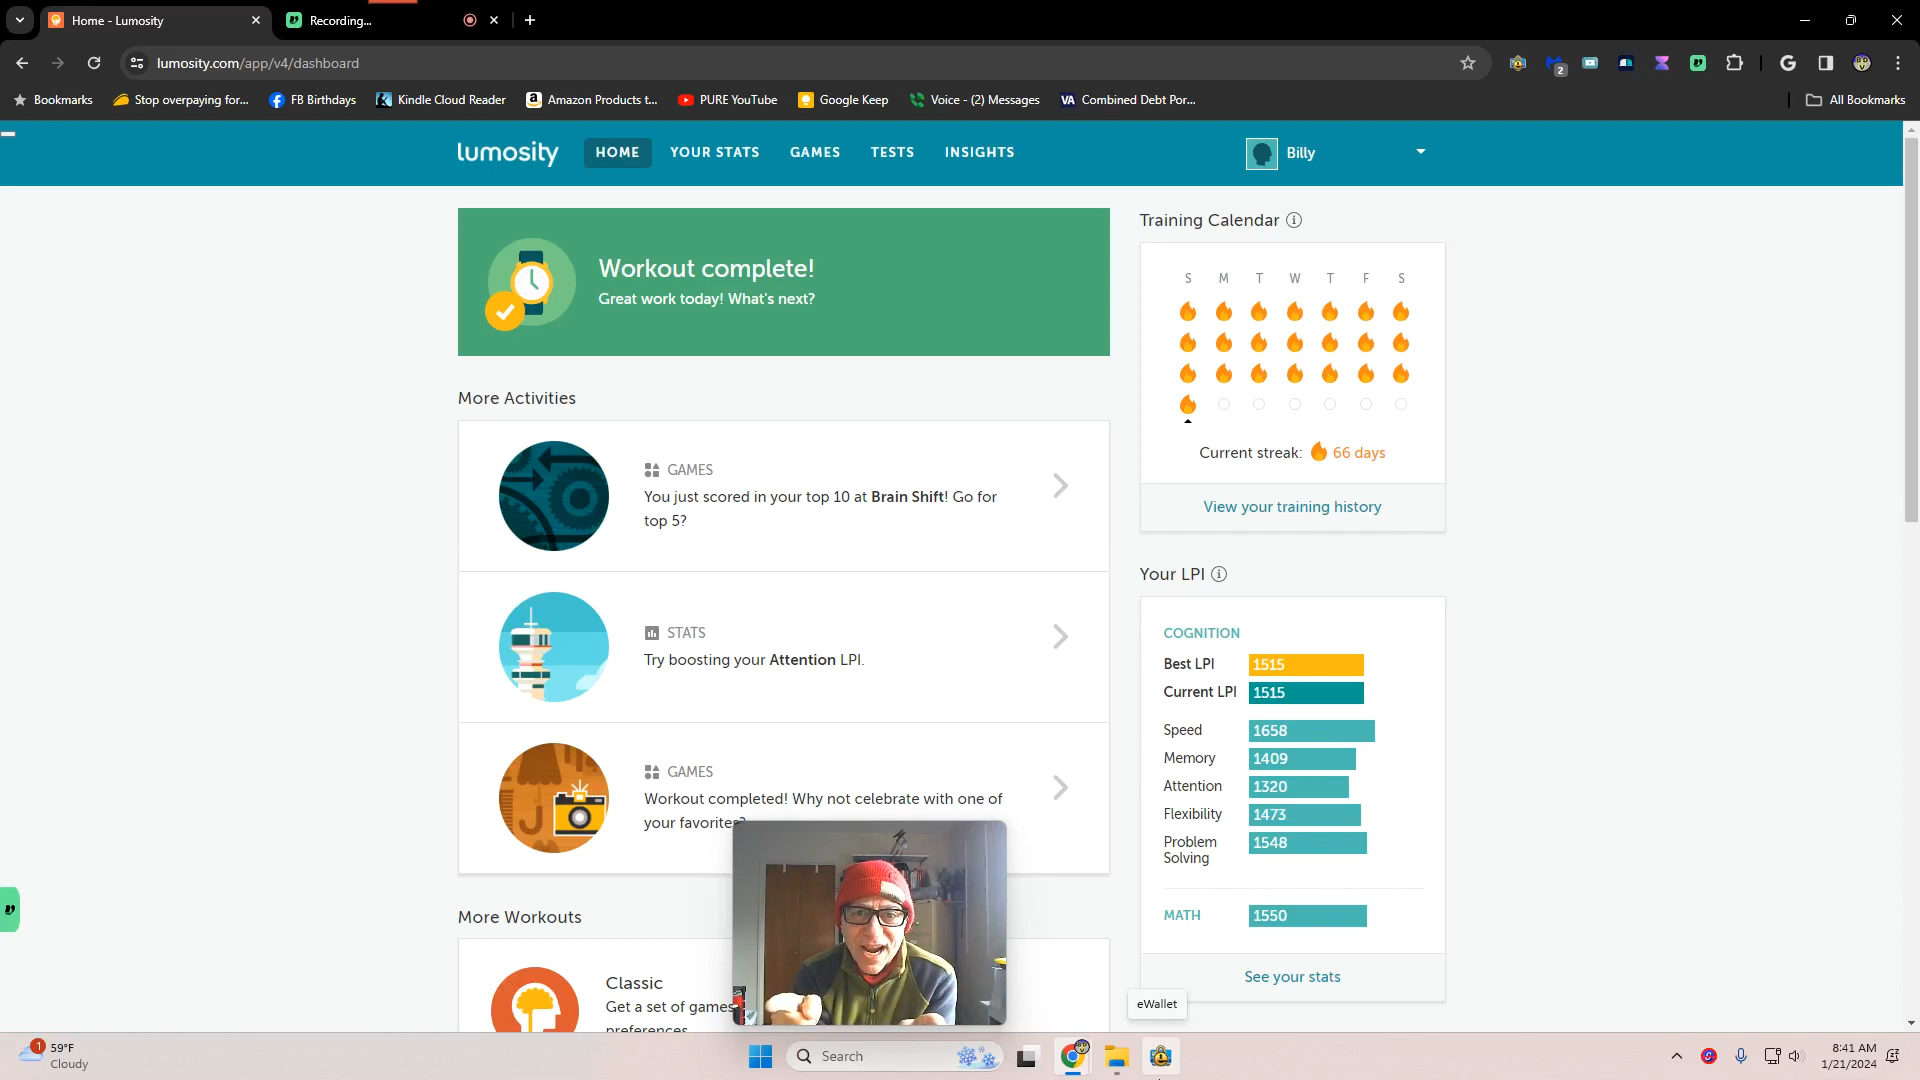 Home - Lumosity
Recording...
lumosity.com/app/v4/dashboard
2
Bookmarks
Stop overpaying for...
FB Birthdays
Kindle Cloud Reader
Amazon Products t...
PURE YouTube
Google Keep
Voice - (2) Messages
VA Combined Debt Por...
All Bookmarks
lumosity
HOME
YOUR STATS
GAMES
TESTS
INSIGHTS
Billy
Workout complete!
Great work today! What's next?
More Activities
GAMES
You just scored in your top 10 at Brain Shift! Go for
top 5?
STATS
Try boosting your Attention LPI.
GAMES
Workout completed! Why not celebrate with one of
your favorites?
More Workouts
Classic
Get a set of games
preferences
Training Calendar
S M T W T F S
Current streak: 66 days
View your training history
Your LPI
COGNITION
Best LPI 1515
Current LPI 1515
Speed 1658
Memory 1409
Attention 1320
Flexibility 1473
Problem
Solving 1548
MATH 1550
See your stats
eWallet
1
59°F
Cloudy
Search
8:41 AM
1/21/2024